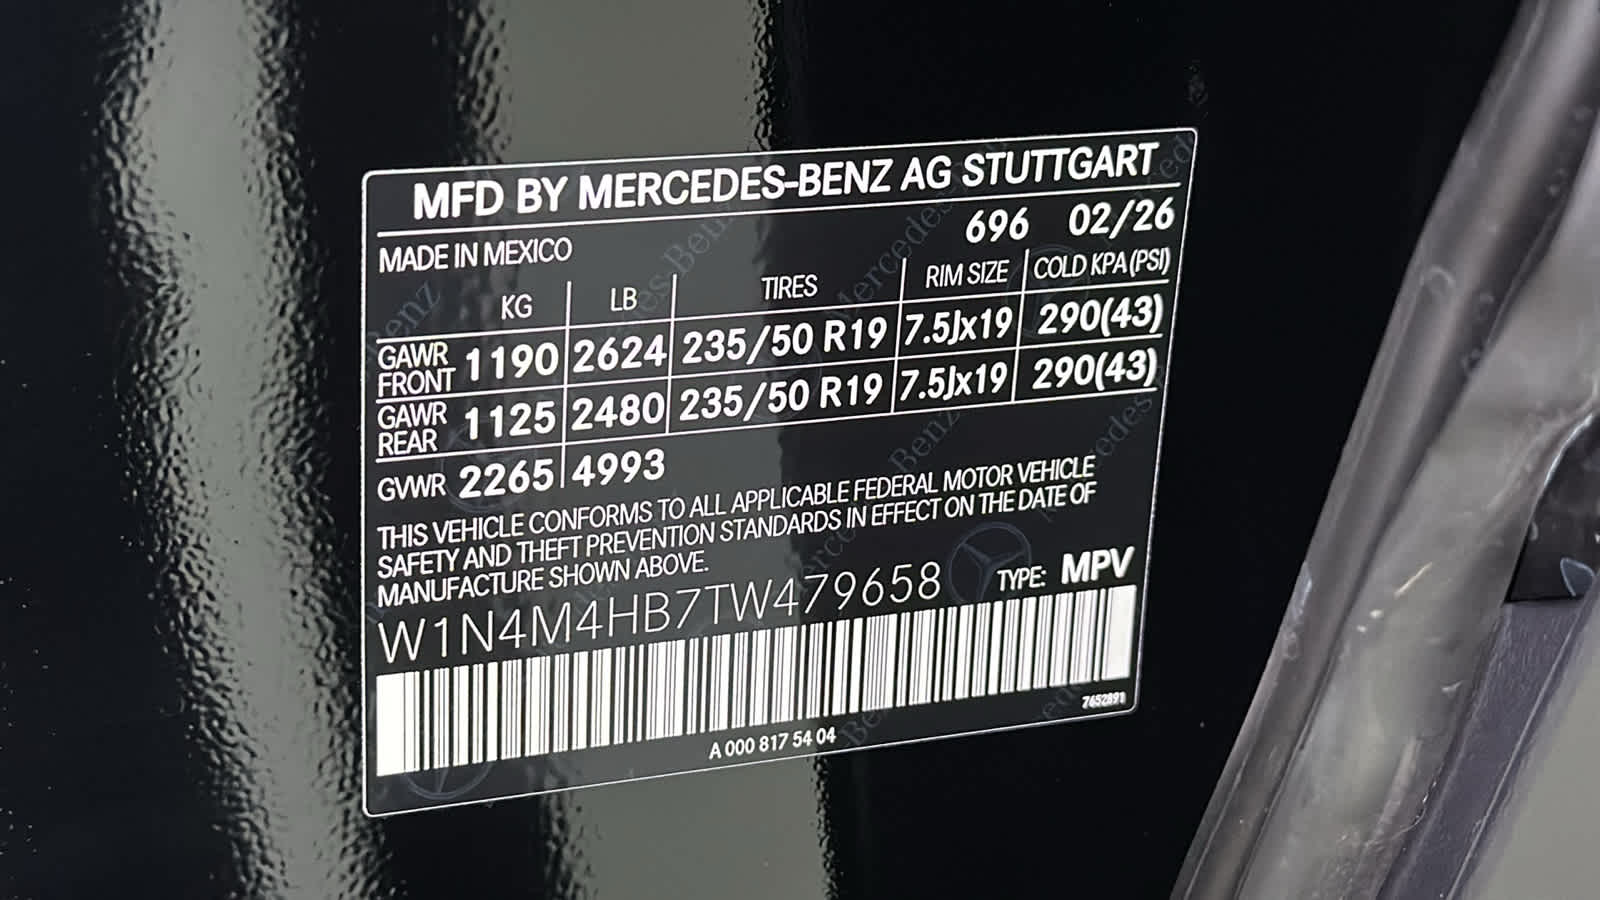 MFD BY MERCEDES-BENZ AG STUTTGART
MADE IN MEXICO 696 02/26
KG LB TIRES RIM SIZE COLD KPA(PSI)
GAWR FRONT 1190 2624 235/50 R19 7.5Jx19 290(43)
GAWR REAR 1125 2480 235/50 R19 7.5Jx19 290(43)
GVWR 2265 4993
THIS VEHICLE CONFORMS TO ALL APPLICABLE FEDERAL MOTOR VEHICLE
SAFETY AND THEFT PREVENTION STANDARDS IN EFFECT ON THE DATE OF
MANUFACTURE SHOWN ABOVE.
W1N4M4HB7TW479658 TYPE: MPV
7652891
A 000 817 54 04